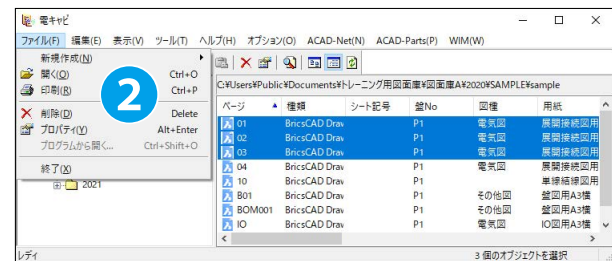 電キャビ
ファイル(F) 編集(E) 表示(V) ツール(T) ヘルプ(H) オプション(O) ACAD-Net(N) ACAD-Parts(P) WIM(W)
新規作成(N)
開く(O) Ctrl+O
印刷(R) Ctrl+P
削除(D) Delete
プロパティ(Y) Alt+Enter
プログラムから開く... Ctrl+Shift+O
終了(X)
2
2021
C:¥Users¥Public¥Documents¥トレーニング用図面庫¥図面庫A¥2020¥SAMPLE¥sample
ページ 種類 シート記号 盤No 図種 用紙
01 BricsCAD Draw P1 電気図 展開接続図用
02 BricsCAD Draw P1 電気図 展開接続図用
03 BricsCAD Draw P1 電気図 展開接続図用
04 BricsCAD Draw P1 電気図 展開接続図用
10 BricsCAD Draw P1 単線結線図用
B01 BricsCAD Draw P1 その他図 盤図用A3横
BOM001 BricsCAD Draw P1 その他図 盤図用A3横
IO BricsCAD Draw P1 電気図 IO図用A3横
レディ 3 個のオブジェクトを選択